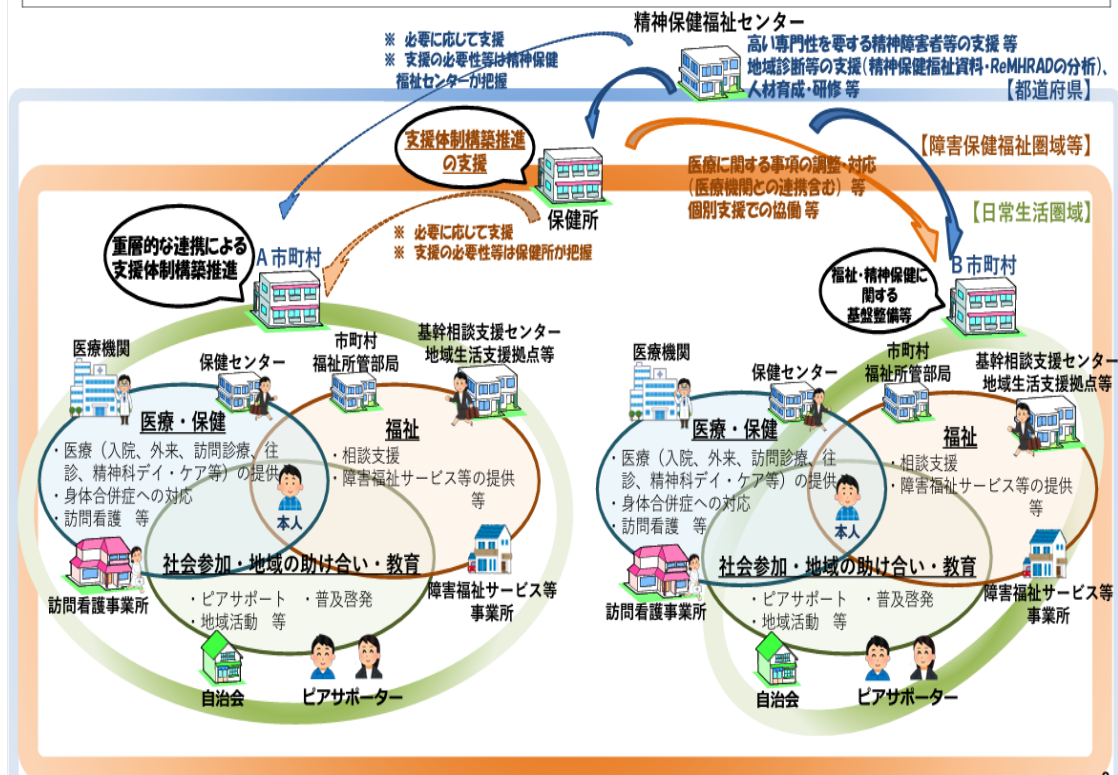 精神保健福祉センター
※ 必要に応じて支援
※ 支援の必要性等は精神保健
福祉センターが把握
高い専門性を要する精神障害者等の支援 等
地域診断等の支援(精神保健福祉資料・ReMHRADの分析)、
人材育成・研修 等
【都道府県】
支援体制構築推進
の支援
【障害保健福祉圏域等】
医療に関する事項の調整・対応
(医療機関との連携含む) 等
個別支援での協働 等
保健所
【日常生活圏域】
※ 必要に応じて支援
※ 支援の必要性等は保健所が把握
重層的な連携による
支援体制構築推進
A市町村
福祉・精神保健に
関する
基盤整備等
B市町村
医療機関
保健センター
市町村
福祉所管部局
基幹相談支援センター
地域生活支援拠点等
医療・保健
・医療（入院、外来、訪問診療、往
診、精神科デイ・ケア等）の提供
・身体合併症への対応
・訪問看護　等
福祉
・相談支援
・障害福祉サービス等の提供
等
本人
社会参加・地域の助け合い・教育
・ピアサポート　・普及啓発
・地域活動　等
訪問看護事業所
障害福祉サービス等
事業所
自治会
ピアサポーター
医療機関
保健センター
市町村
福祉所管部局
基幹相談支援センター
地域生活支援拠点等
医療・保健
・医療（入院、外来、訪問診療、往
診、精神科デイ・ケア等）の提供
・身体合併症への対応
・訪問看護　等
福祉
・相談支援
・障害福祉サービス等の提供
等
本人
社会参加・地域の助け合い・教育
・ピアサポート　・普及啓発
・地域活動　等
訪問看護事業所
障害福祉サービス等
事業所
自治会
ピアサポーター